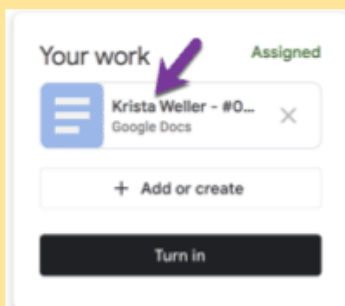 Your work
Assigned
Krista Weller - #0...
Google Docs
+ Add or create
Turn in